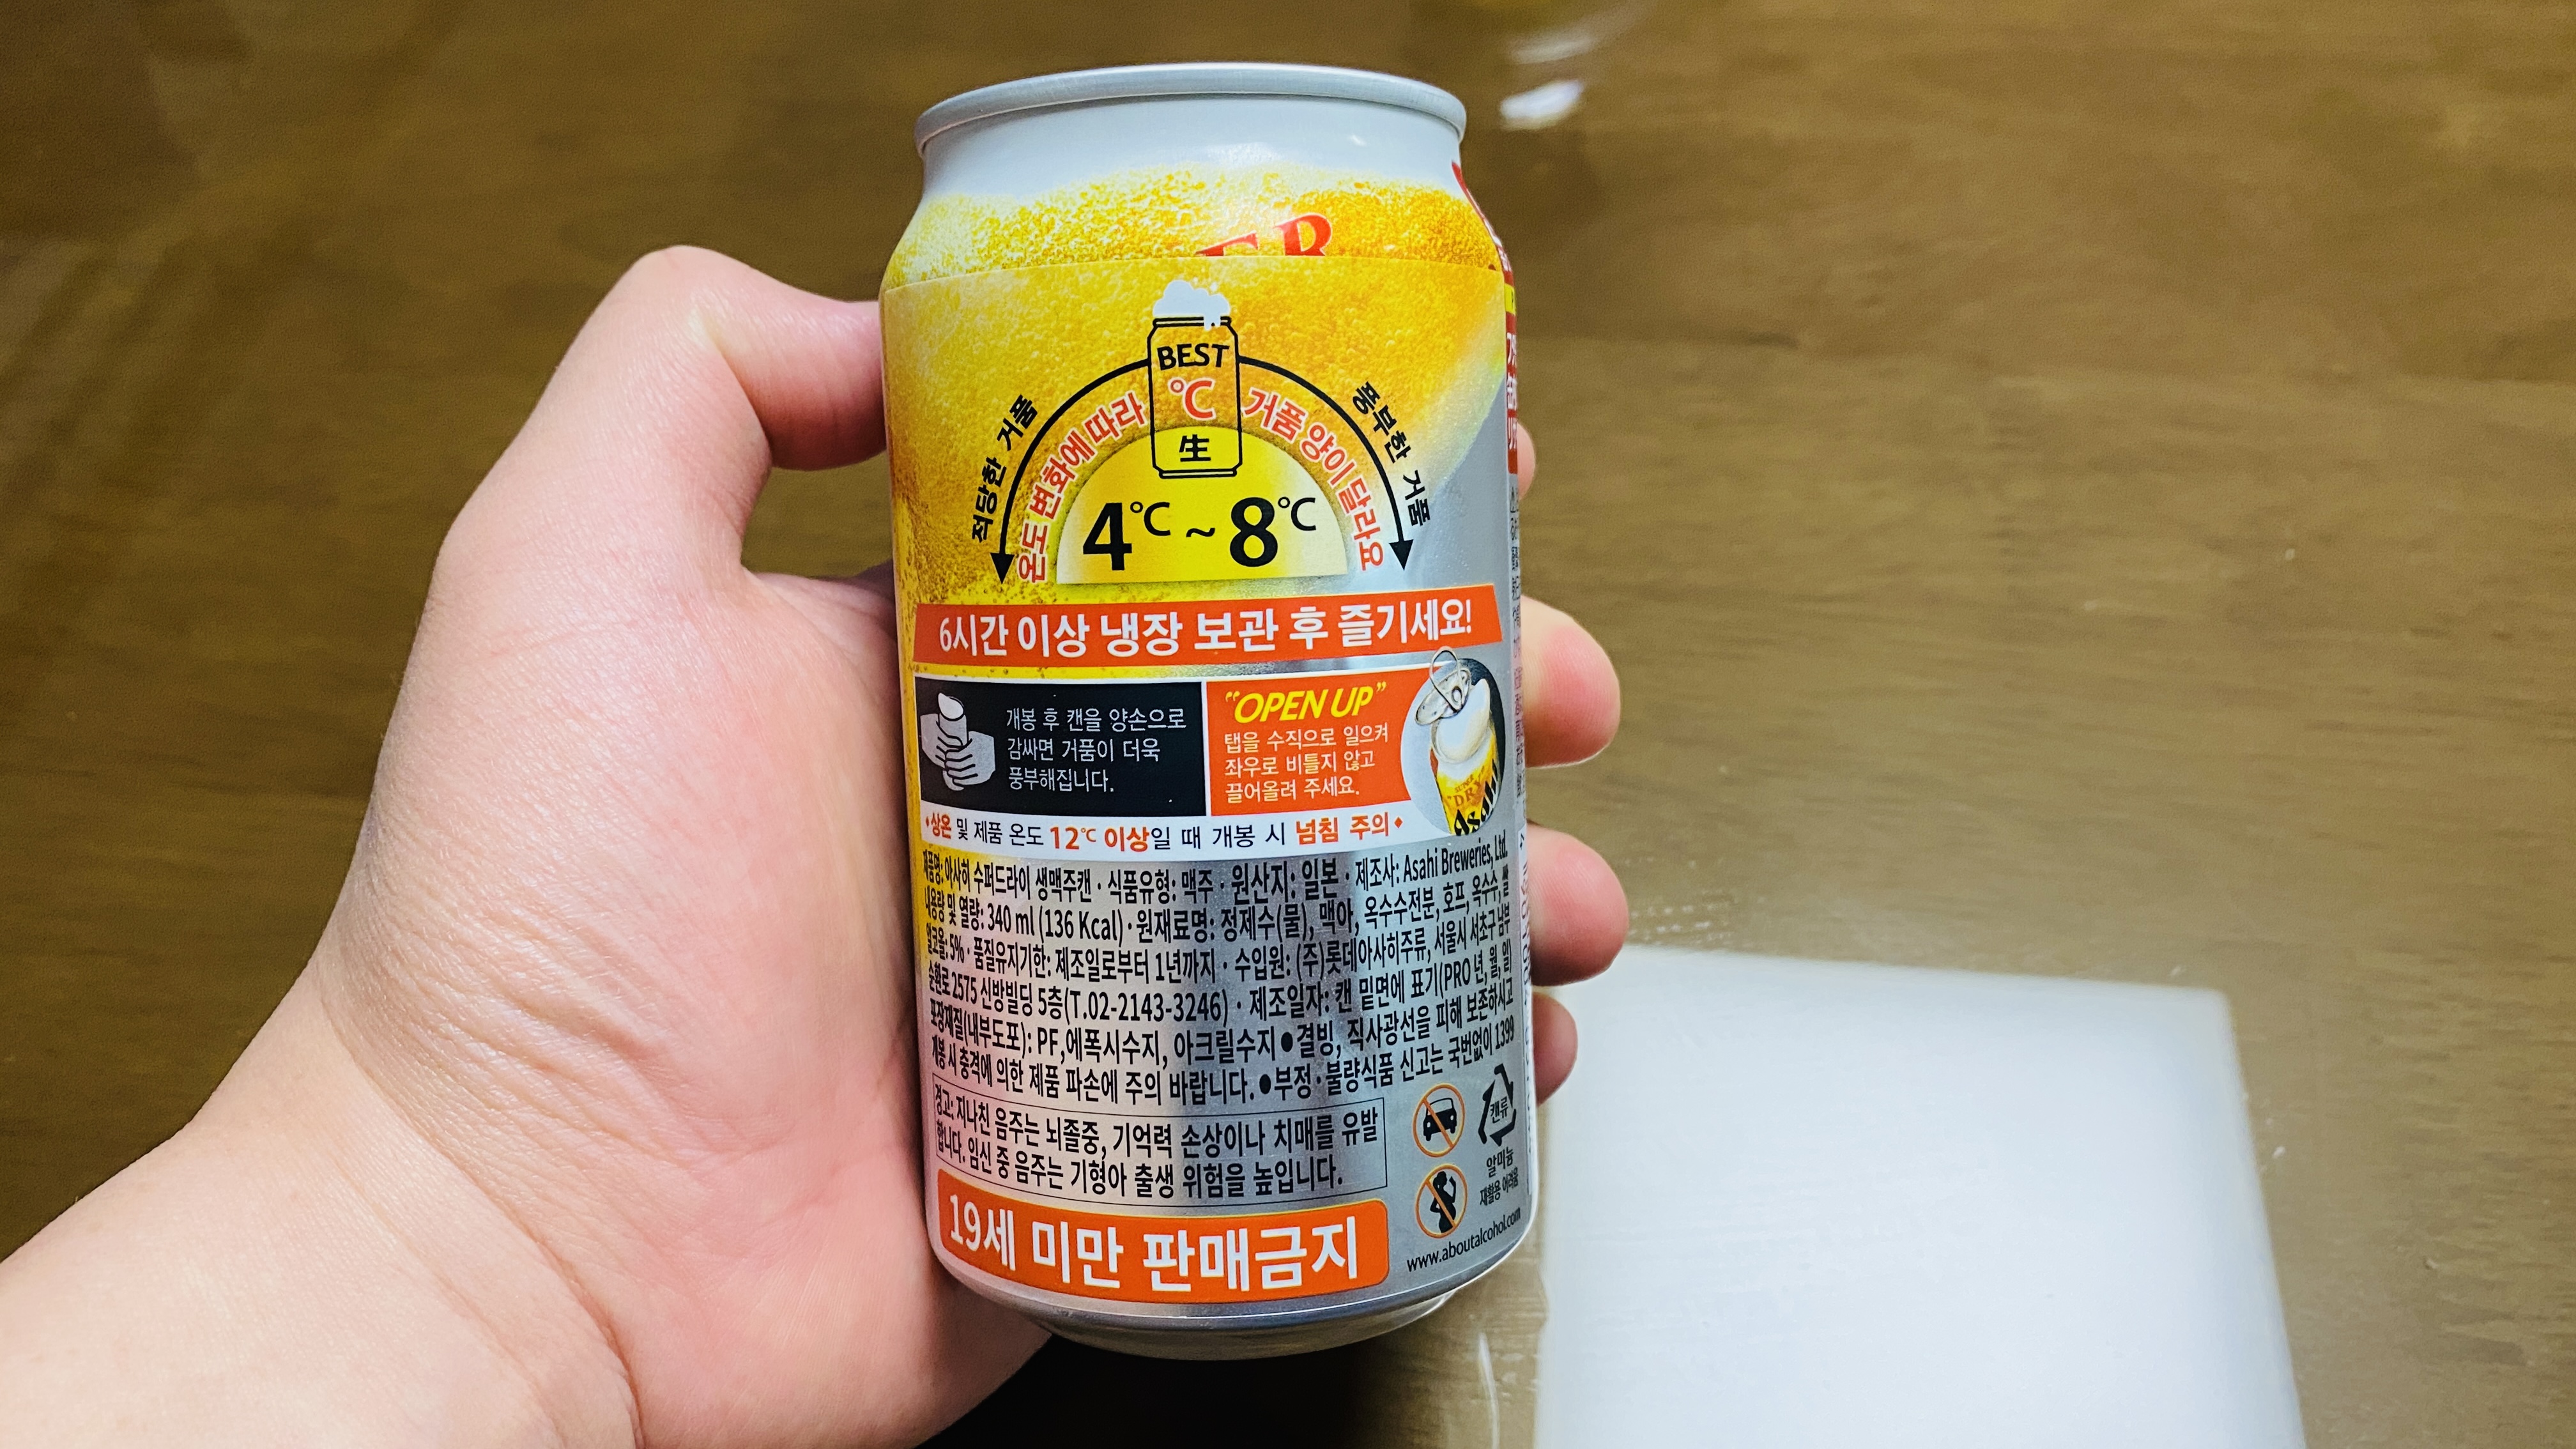 ER
BEST
℃
生
적당한 거품
온도 변화에 따라
거품 양이 달라요
풍부한 거품
4℃ ~ 8℃
6시간 이상 냉장 보관 후 즐기세요!
개봉 후 캔을 양손으로
감싸면 거품이 더욱
풍부해집니다.
"OPEN UP"
탭을 수직으로 일으켜
좌우로 비틀지 않고
끌어올려 주세요.
DRY
Asahi
•상온 및 제품 온도 12℃ 이상일 때 개봉 시 넘침 주의•
제품명: 아사히 수퍼드라이 생맥주캔 · 식품유형: 맥주 · 원산지: 일본 · 제조사: Asahi Breweries, Ltd.
내용량 및 열량: 340 ml (136 Kcal) · 원재료명: 정제수(물), 맥아, 옥수수전분, 호프, 옥수수, 쌀
알코올: 5% · 품질유지기한: 제조일로부터 1년까지 · 수입원: (주)롯데아사히주류, 서울시 서초구 남부
순환로 2575 신방빌딩 5층(T.02-2143-3246) · 제조일자: 캔 밑면에 표기(PRO 년, 월, 일)
포장재질(내부도포): PF,에폭시수지, 아크릴수지 ●결빙, 직사광선을 피해 보존하시고
개봉 시 충격에 의한 제품 파손에 주의 바랍니다. ●부정·불량식품 신고는 국번없이 1399
경고: 지나친 음주는 뇌졸중, 기억력 손상이나 치매를 유발
합니다. 임신 중 음주는 기형아 출생 위험을 높입니다.
캔류
알미늄
재활용 어려움
19세 미만 판매금지
www.aboutalcohol.com